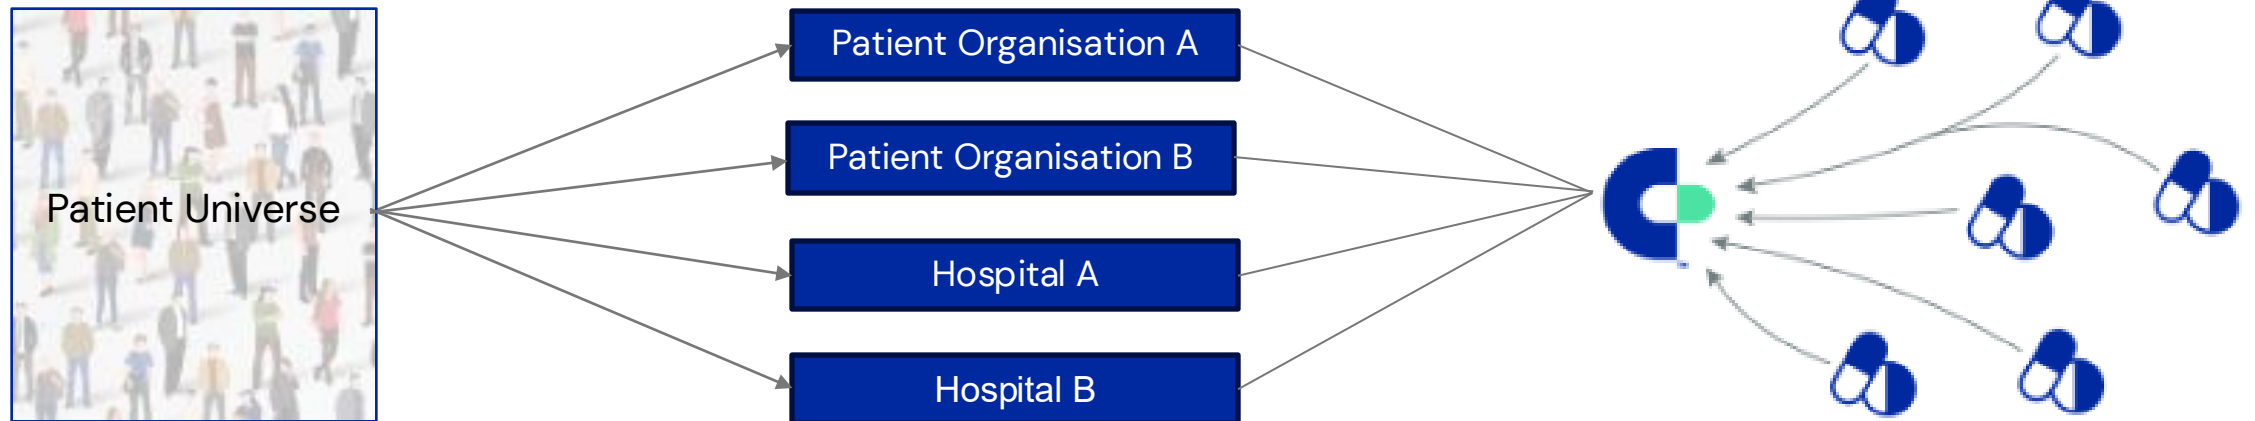 Patient Universe
Patient Organisation A
Patient Organisation B
Hospital A
Hospital B